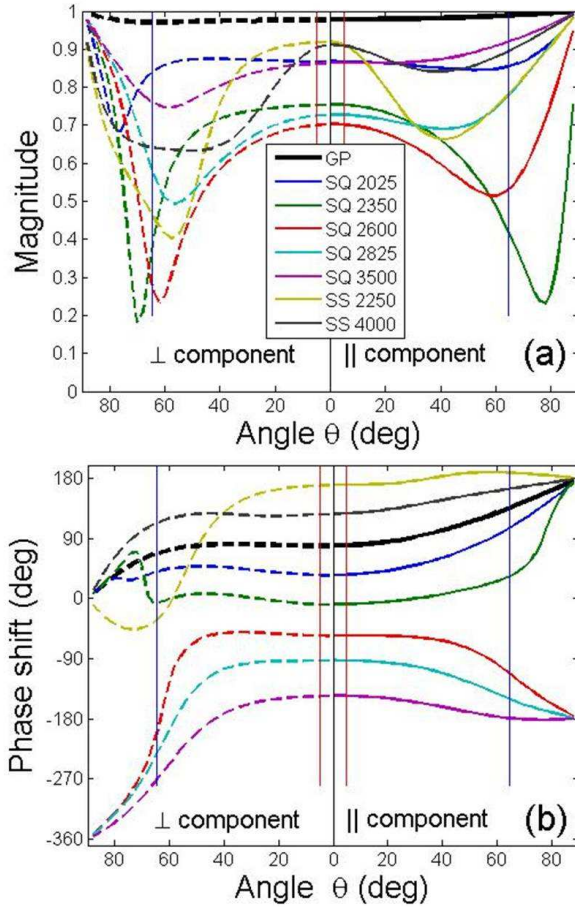 1
0.9
0.8
0.7
0.6
0.5
0.4
0.3
0.2
0.1
0
Magnitude
GP
SQ 2025
SQ 2350
SQ 2600
SQ 2825
SQ 3500
SS 2250
SS 4000
⊥ component
|| component
(a)
80 60 40 20 0 20 40 60 80
Angle θ (deg)
180
90
0
-90
-180
-270
-360
Phase shift (deg)
⊥ component
|| component
(b)
80 60 40 20 0 20 40 60 80
Angle θ (deg)